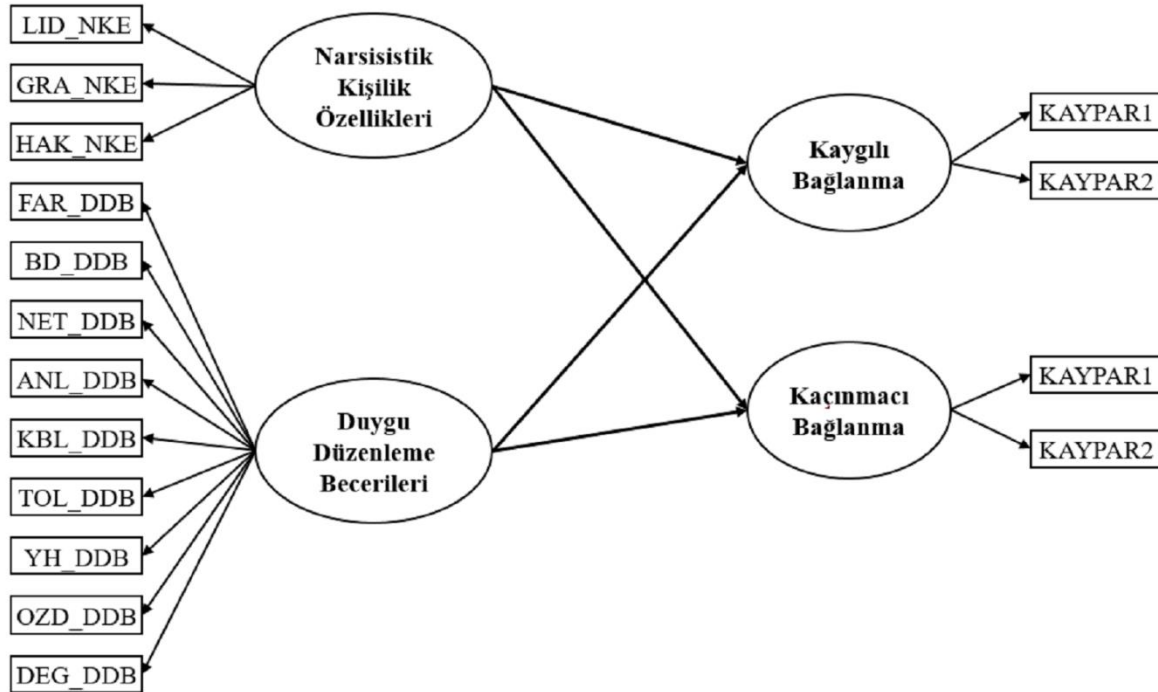 LID_NKE
GRA_NKE
HAK_NKE
FAR_DDB
BD_DDB
NET_DDB
ANL_DDB
KBL_DDB
TOL_DDB
YH_DDB
OZD_DDB
DEG_DDB
Narsisistik
Kişilik
Özellikleri
Duygu
Düzenleme
Becerileri
Kaygılı
Bağlanma
Kaçınmacı
Bağlanma
KAYPAR1
KAYPAR2
KAYPAR1
KAYPAR2